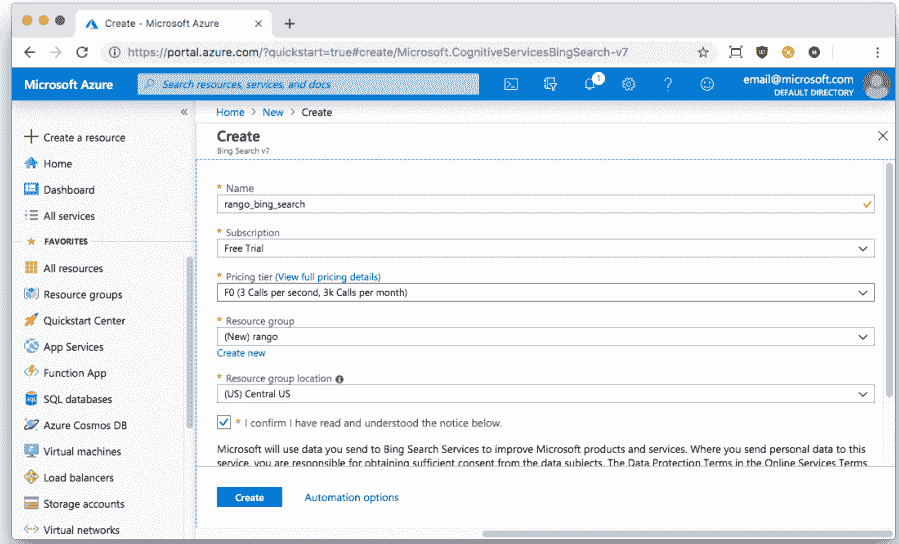 Create - Microsoft Azure
https://portal.azure.com/?quickstart=true#create/Microsoft.CognitiveServicesBingSearch-v7
Microsoft Azure
Search resources, services, and docs
1
email@microsoft.com
DEFAULT DIRECTORY
Home > New > Create
Create a resource
Home
Dashboard
All services
FAVORITES
All resources
Resource groups
Quickstart Center
App Services
Function App
SQL databases
Azure Cosmos DB
Virtual machines
Load balancers
Storage accounts
Virtual networks
Create
Bing Search v7
* Name
rango_bing_search
* Subscription
Free Trial
* Pricing tier (View full pricing details)
F0 (3 Calls per second, 3k Calls per month)
* Resource group
(New) rango
Create new
* Resource group location
(US) Central US
* I confirm I have read and understood the notice below.
Microsoft will use data you send to Bing Search Services to improve Microsoft products and services. Where you send personal data to this
service, you are responsible for obtaining sufficient consent from the data subjects. The Data Protection Terms in the Online Services Terms
Create
Automation options